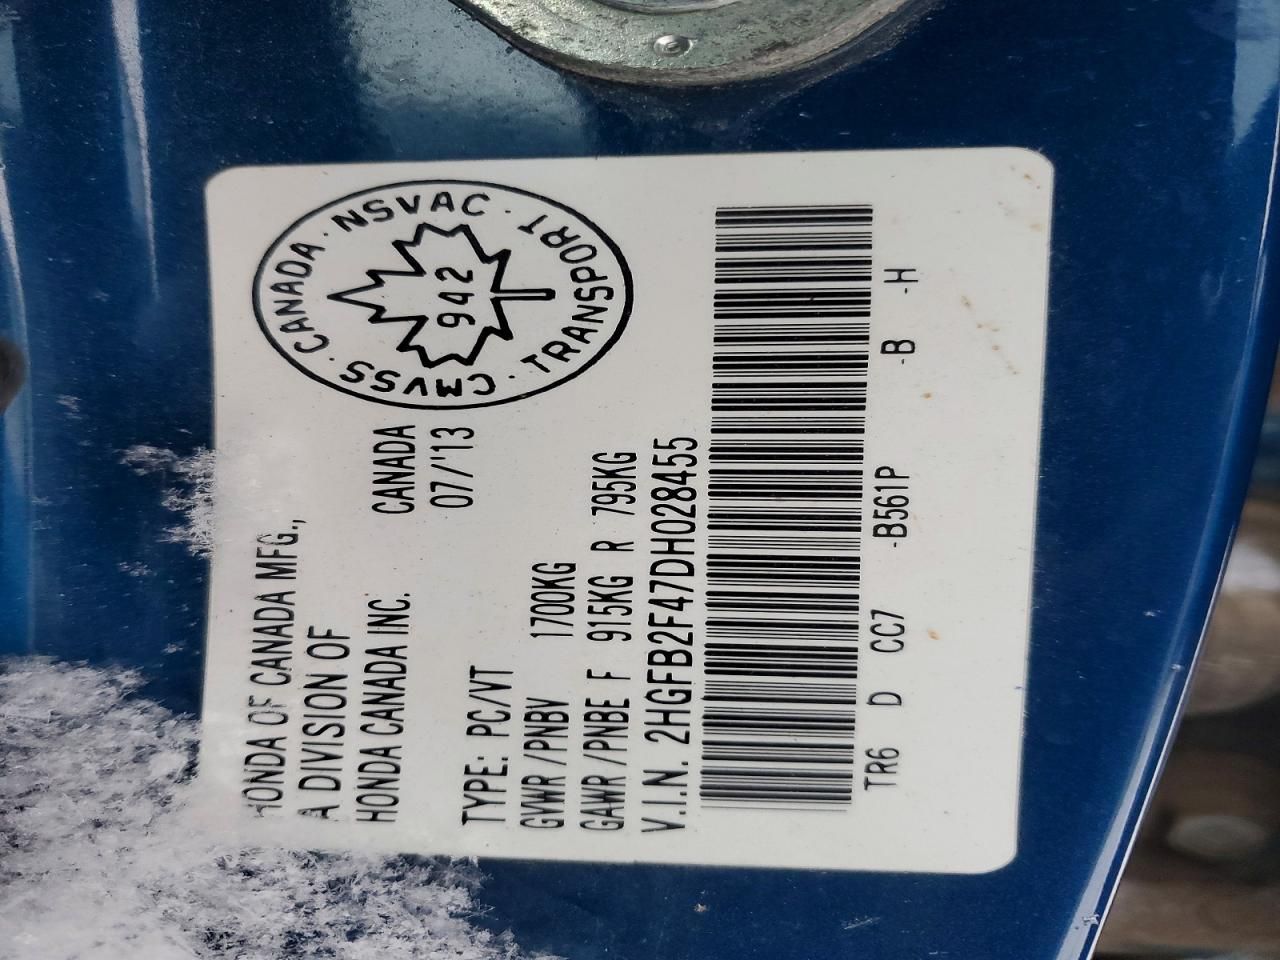 HONDA OF CANADA MFG.,
A DIVISION OF
HONDA CANADA INC. CANADA
07/'13
CMVSS · CANADA · NSVAC · TRANSPORT ·
942
TYPE: PC/VT
GVWR/PNBV 1700KG
GAWR/PNBE F 915KG R 795KG
V.I.N. 2HGFB2F47DH028455
TR6 D CC7 -B561P -B -H